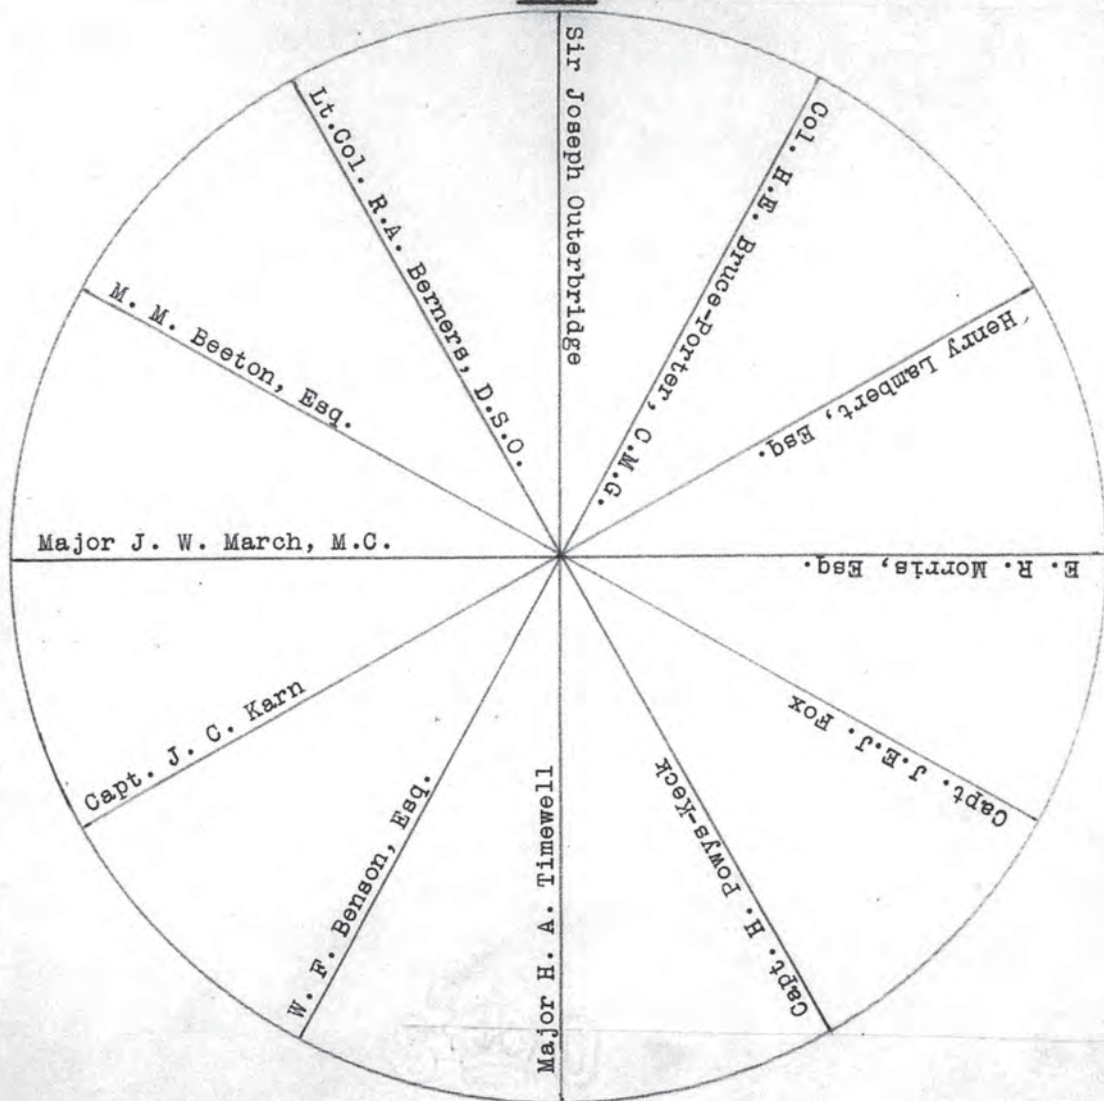 Sir Joseph Outerbridge
Col. H.E. Bruce-Porter, C.M.G.
Henry Lambert, Esq.
E. R. Morris, Esq.
Capt. J.E.J. Fox
Capt. H. Powys-Keck
Major H. A. Timewell
W. F. Benson, Esq.
Capt. J. C. Karn
Major J. W. March, M.C.
M. M. Beeton, Esq.
Lt.Col. R.A. Berners, D.S.O.